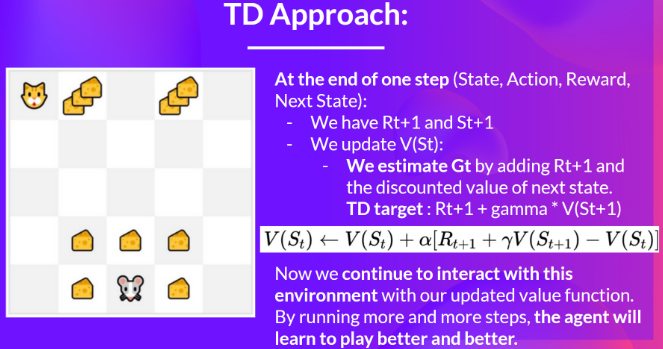 TD Approach:
At the end of one step (State, Action, Reward,
Next State):
- We have Rt+1 and St+1
- We update V(St):
- We estimate Gt by adding Rt+1 and
the discounted value of next state.
TD target : Rt+1 + gamma * V(St+1)
V(S_t) ← V(S_t) + α[R_{t+1} + γV(S_{t+1}) − V(S_t)]
Now we continue to interact with this
environment with our updated value function.
By running more and more steps, the agent will
learn to play better and better.